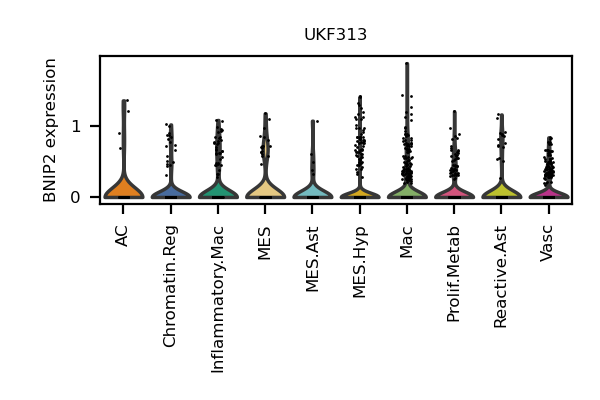 UKF313
BNIP2 expression
1
0
AC
Chromatin.Reg
Inflammatory.Mac
MES
MES.Ast
MES.Hyp
Mac
Prolif.Metab
Reactive.Ast
Vasc